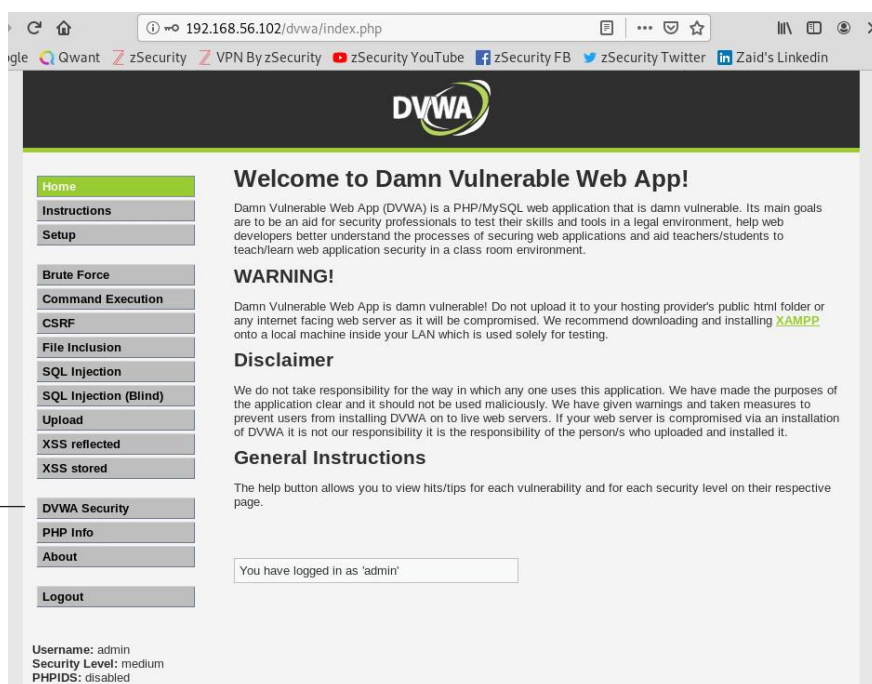 192.168.56.102/dvwa/index.php
ogle Qwant zSecurity VPN By zSecurity zSecurity YouTube zSecurity FB zSecurity Twitter Zaid's Linkedin
DVWA
Home
Instructions
Setup
Brute Force
Command Execution
CSRF
File Inclusion
SQL Injection
SQL Injection (Blind)
Upload
XSS reflected
XSS stored
DVWA Security
PHP Info
About
Logout
Welcome to Damn Vulnerable Web App!
Damn Vulnerable Web App (DVWA) is a PHP/MySQL web application that is damn vulnerable. Its main goals
are to be an aid for security professionals to test their skills and tools in a legal environment, help web
developers better understand the processes of securing web applications and aid teachers/students to
teach/learn web application security in a class room environment.
WARNING!
Damn Vulnerable Web App is damn vulnerable! Do not upload it to your hosting provider's public html folder or
any internet facing web server as it will be compromised. We recommend downloading and installing XAMPP
onto a local machine inside your LAN which is used solely for testing.
Disclaimer
We do not take responsibility for the way in which any one uses this application. We have made the purposes of
the application clear and it should not be used maliciously. We have given warnings and taken measures to
prevent users from installing DVWA on to live web servers. If your web server is compromised via an installation
of DVWA it is not our responsibility it is the responsibility of the person/s who uploaded and installed it.
General Instructions
The help button allows you to view hits/tips for each vulnerability and for each security level on their respective
page.
You have logged in as 'admin'
Username: admin
Security Level: medium
PHPIDS: disabled